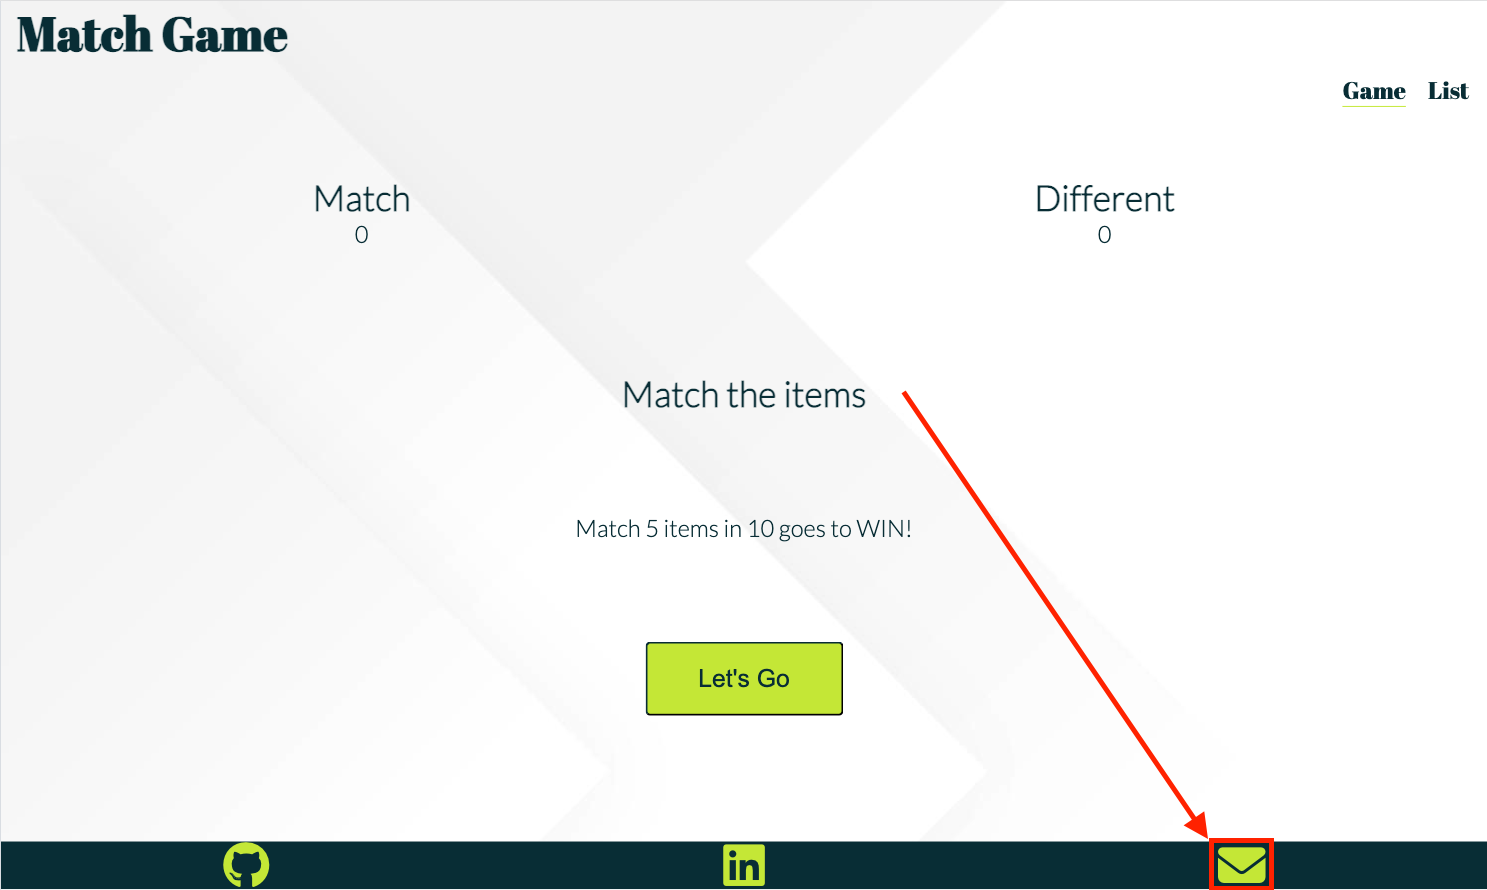 Match Game
Game List
Match
0
Different
0
Match the items
Match 5 items in 10 goes to WIN!
Let's Go
in